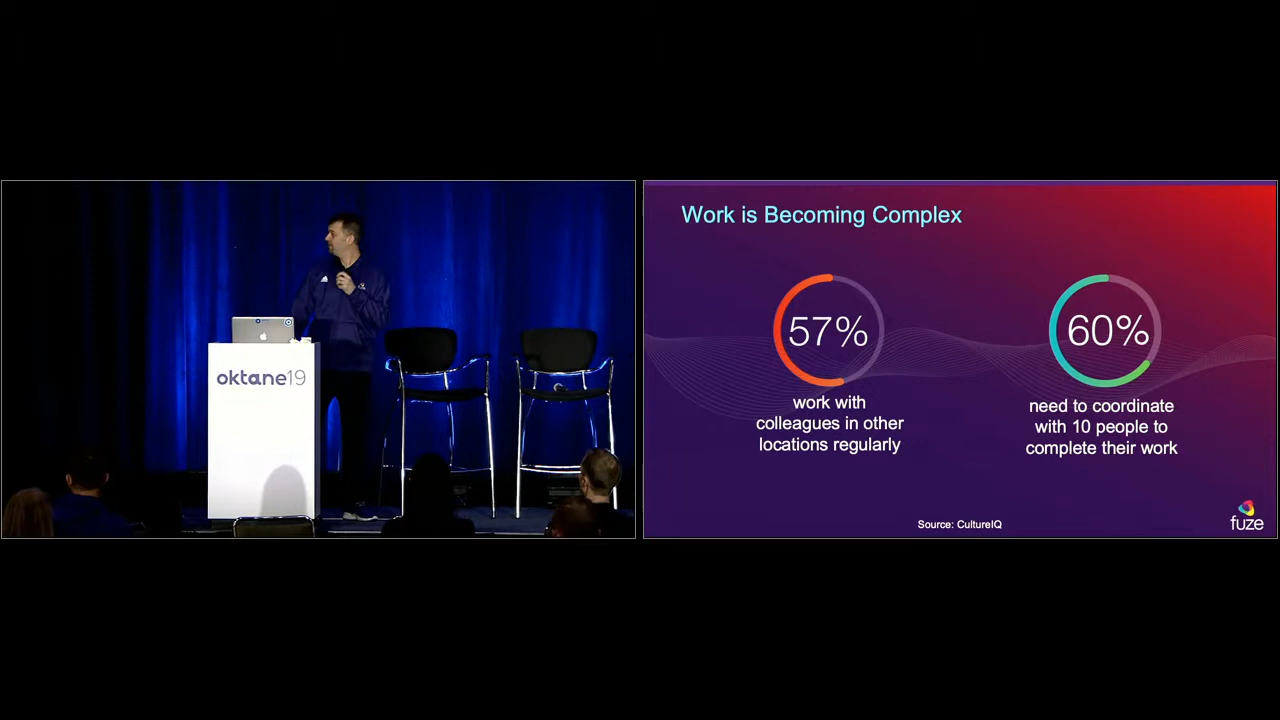 oktane19
Work is Becoming Complex
57%
work with
colleagues in other
locations regularly
60%
need to coordinate
with 10 people to
complete their work
Source: CultureIQ
fuze